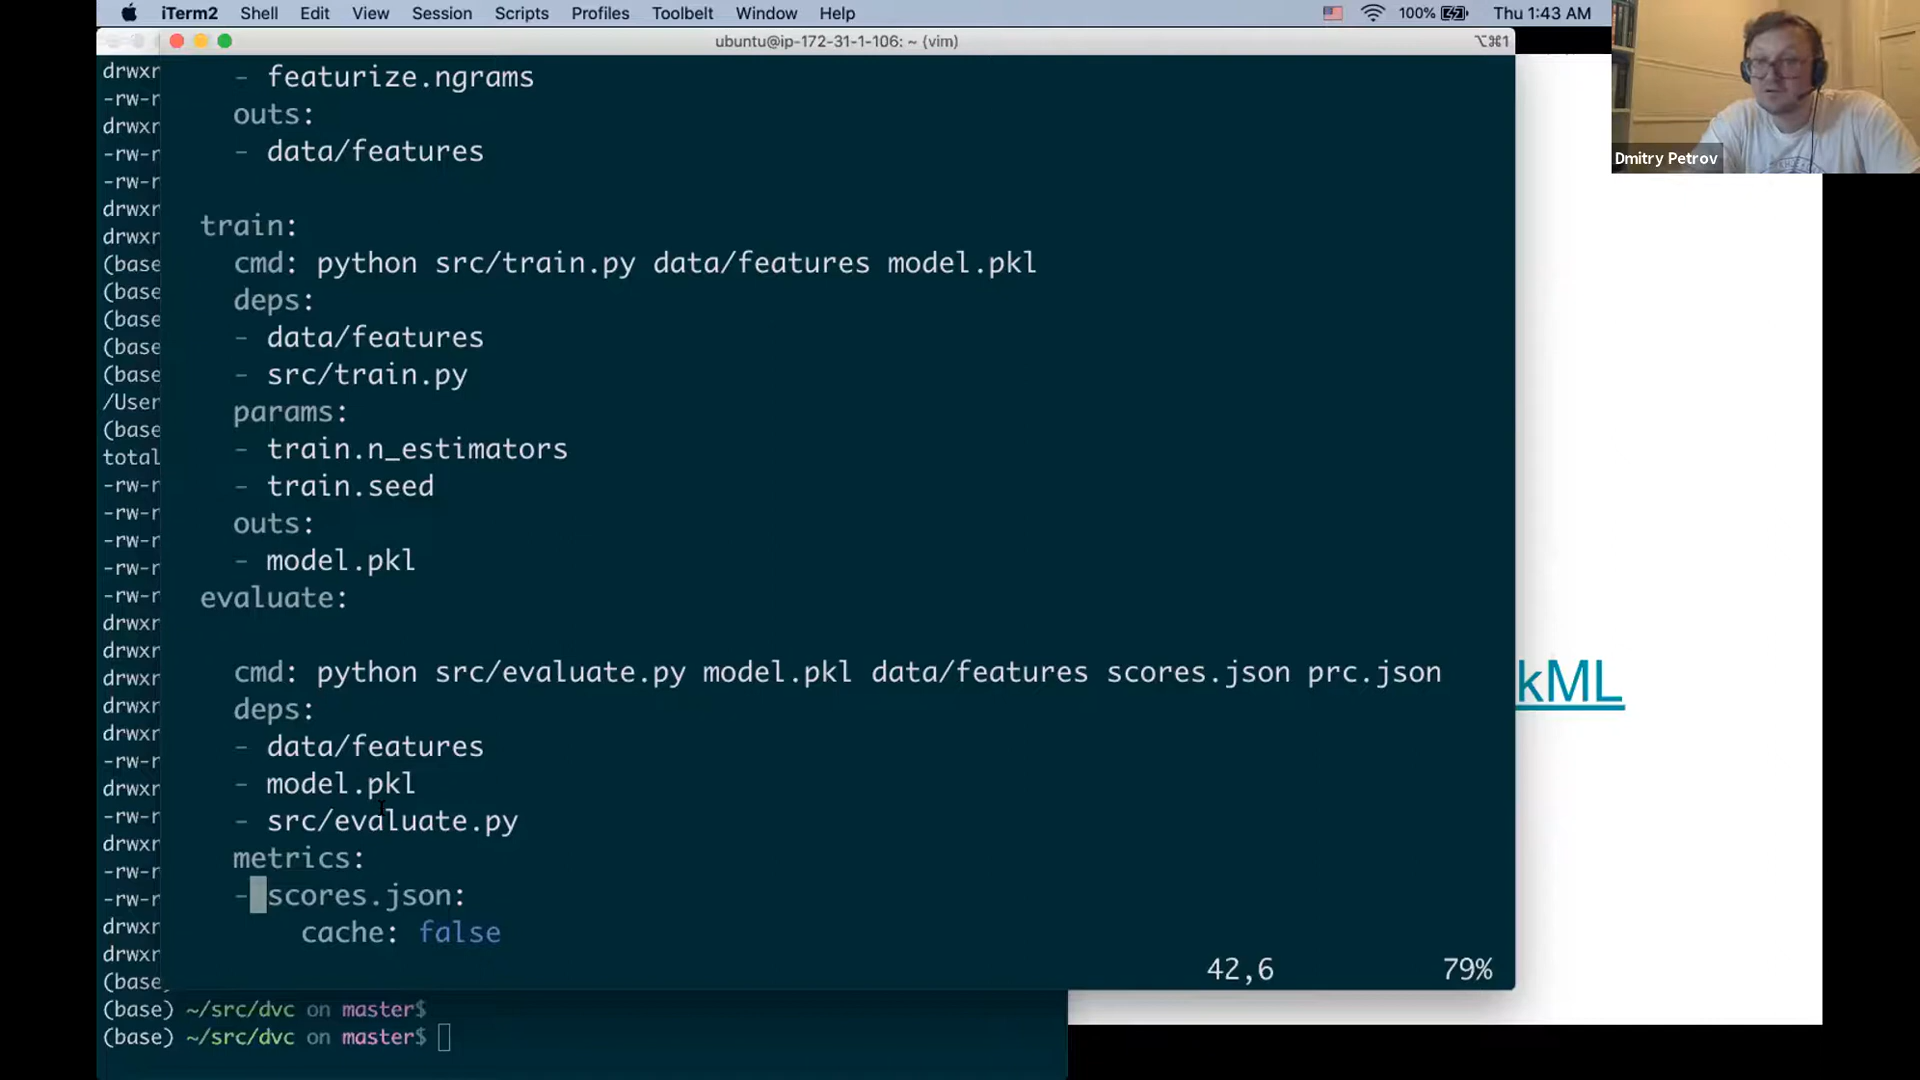 iTerm2 Shell Edit View Session Scripts Profiles Toolbelt Window Help 100% Thu 1:43 AM
ubuntu@ip-172-31-1-106: ~ (vim) ⌥⌘1
- featurize.ngrams
outs:
- data/features
train:
cmd: python src/train.py data/features model.pkl
deps:
- data/features
- src/train.py
params:
- train.n_estimators
- train.seed
outs:
- model.pkl
evaluate:
cmd: python src/evaluate.py model.pkl data/features scores.json prc.json
deps:
- data/features
- model.pkl
- src/evaluate.py
metrics:
- scores.json:
cache: false
42,6 79%
drwxr
-rw-r
drwxr
-rw-r
-rw-r
drwxr
drwxr
(base
(base
(base
(base
(base
/User
(base
total
-rw-r
-rw-r
-rw-r
-rw-r
-rw-r
drwxr
drwxr
drwxr
drwxr
drwxr
-rw-r
drwxr
-rw-r
drwxr
-rw-r
-rw-r
drwxr
drwxr
(base
(base) ~/src/dvc on master$
(base) ~/src/dvc on master$
kML
Dmitry Petrov